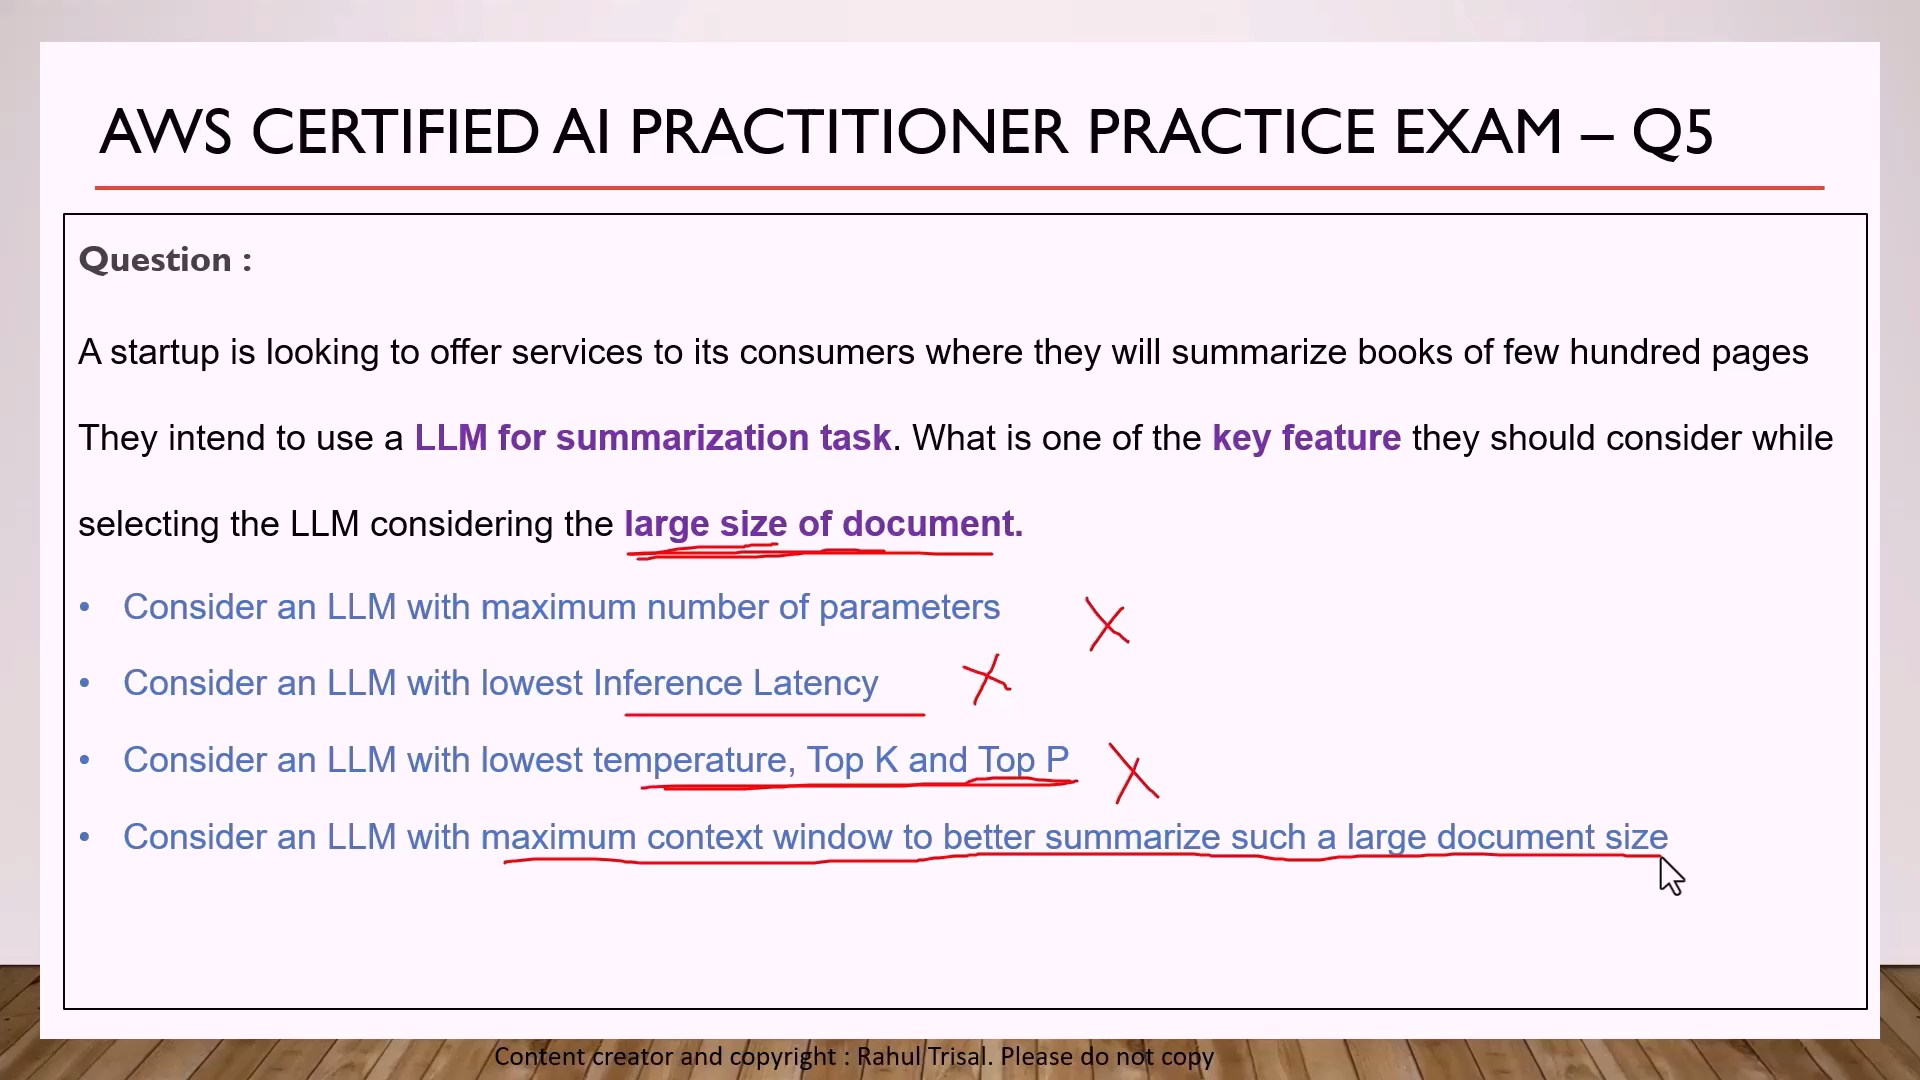 AWS CERTIFIED AI PRACTITIONER PRACTICE EXAM – Q5
Question :
A startup is looking to offer services to its consumers where they will summarize books of few hundred pages
They intend to use a LLM for summarization task. What is one of the key feature they should consider while
selecting the LLM considering the large size of document.
• Consider an LLM with maximum number of parameters
• Consider an LLM with lowest Inference Latency
• Consider an LLM with lowest temperature, Top K and Top P
• Consider an LLM with maximum context window to better summarize such a large document size
Content creator and copyright : Rahul Trisal. Please do not copy